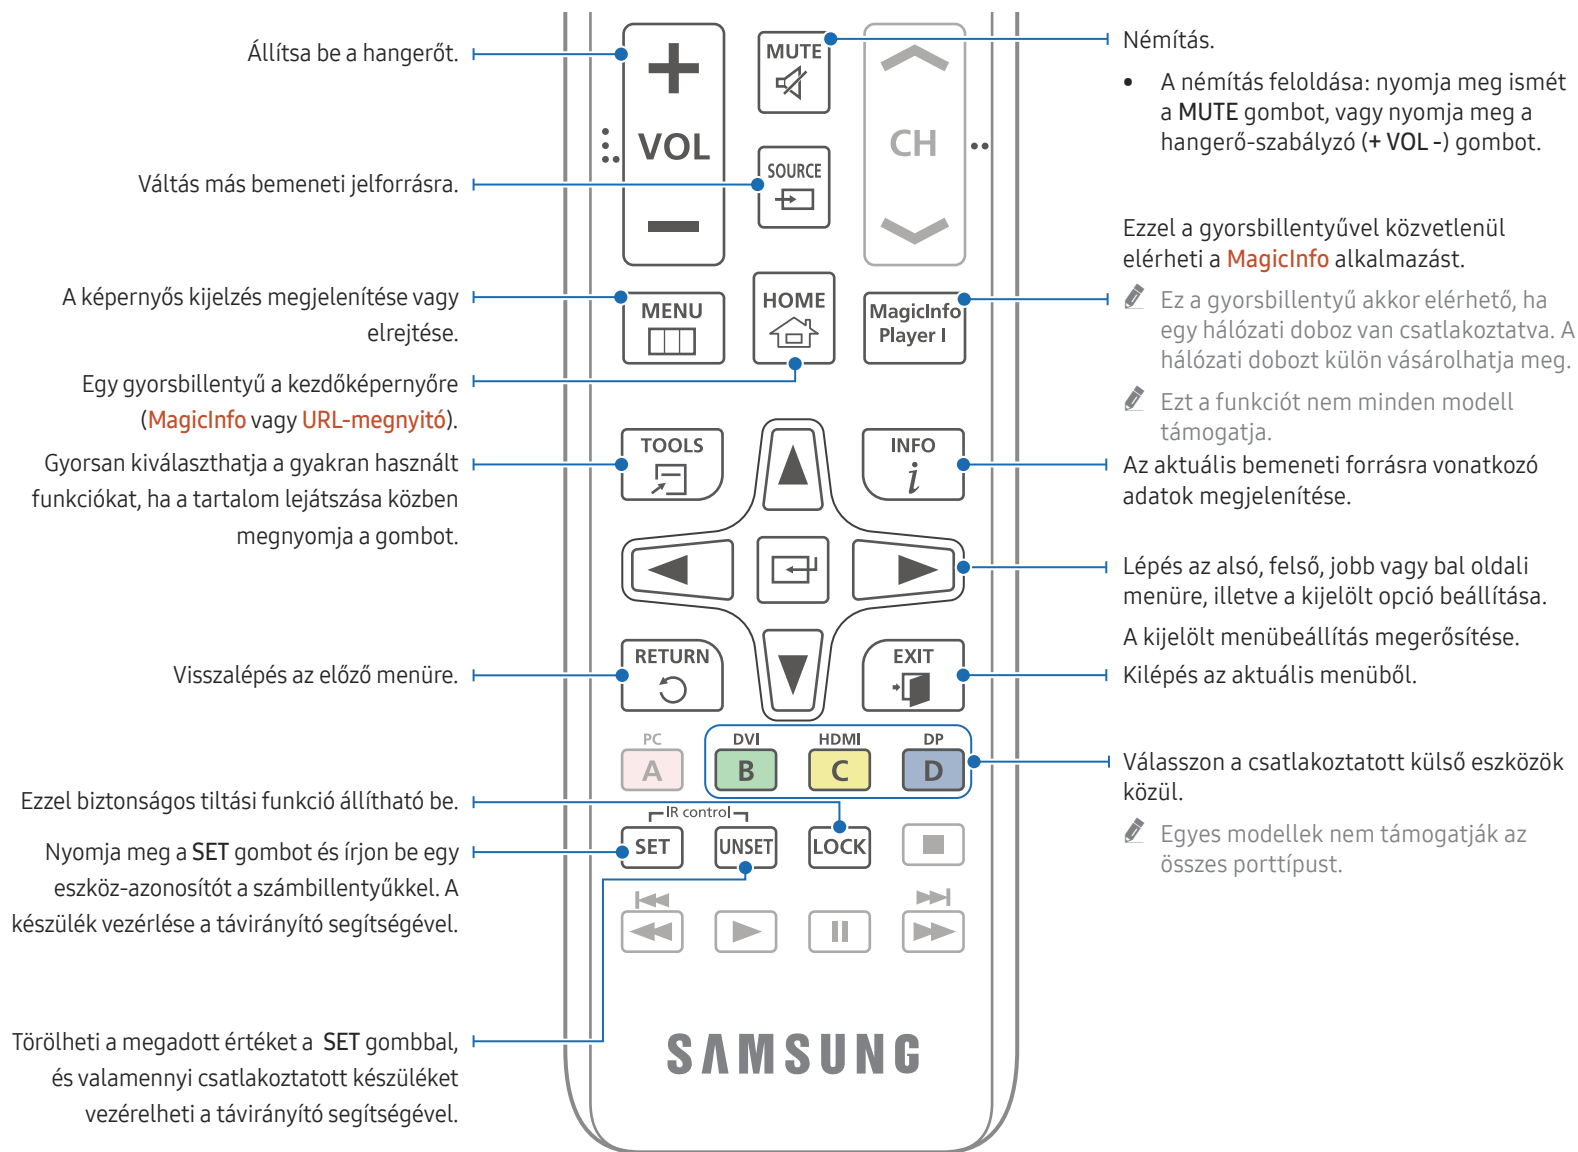 Állítsa be a hangerőt.
Váltás más bemeneti jelforrásra.
A képernyős kijelzés megjelenítése vagy
elrejtése.
Egy gyorsbillentyű a kezdőképernyőre
(MagicInfo vagy URL-megnyitó).
Gyorsan kiválaszthatja a gyakran használt
funkciókat, ha a tartalom lejátszása közben
megnyomja a gombot.
Visszalépés az előző menüre.
Ezzel biztonságos tiltási funkció állítható be.
Nyomja meg a SET gombot és írjon be egy
eszköz-azonosítót a számbillentyűkkel. A
készülék vezérlése a távirányító segítségével.
Törölheti a megadott értéket a SET gombbal,
és valamennyi csatlakoztatott készüléket
vezérelheti a távirányító segítségével.
MUTE
VOL
CH
SOURCE
MENU
HOME
MagicInfo
Player I
TOOLS
INFO
i
RETURN
EXIT
PC
DVI
HDMI
DP
A
B
C
D
IR control
SET
UNSET
LOCK
SAMSUNG
Némítás.
• A némítás feloldása: nyomja meg ismét
a MUTE gombot, vagy nyomja meg a
hangerő-szabályzó (+ VOL -) gombot.
Ezzel a gyorsbillentyűvel közvetlenül
elérheti a MagicInfo alkalmazást.
Ez a gyorsbillentyű akkor elérhető, ha
egy hálózati doboz van csatlakoztatva. A
hálózati dobozt külön vásárolhatja meg.
Ezt a funkciót nem minden modell
támogatja.
Az aktuális bemeneti forrásra vonatkozó
adatok megjelenítése.
Lépés az alsó, felső, jobb vagy bal oldali
menüre, illetve a kijelölt opció beállítása.
A kijelölt menübeállítás megerősítése.
Kilépés az aktuális menüből.
Válasszon a csatlakoztatott külső eszközök
közül.
Egyes modellek nem támogatják az
összes porttípust.